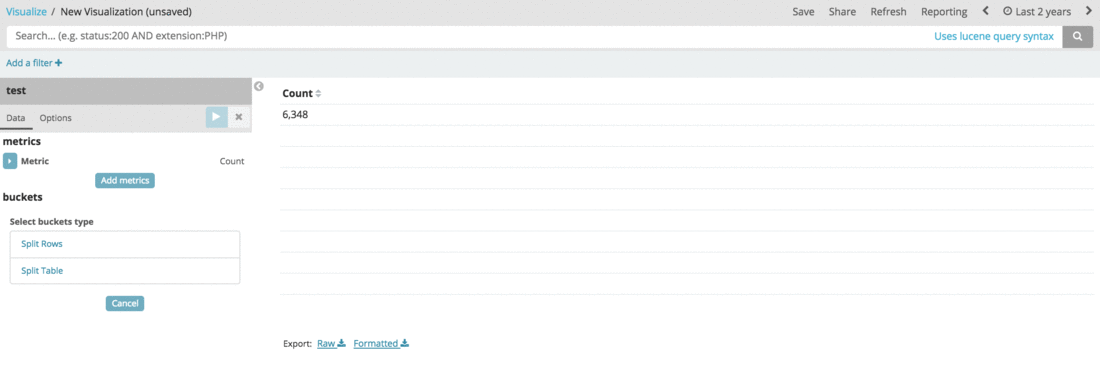 Visualize / New Visualization (unsaved) Save Share Refresh Reporting Last 2 years
Search... (e.g. status:200 AND extension:PHP) Uses lucene query syntax
Add a filter
test
Data Options
metrics
Metric Count
Add metrics
buckets
Select buckets type
Split Rows
Split Table
Cancel
Count
6,348
Export: Raw Formatted